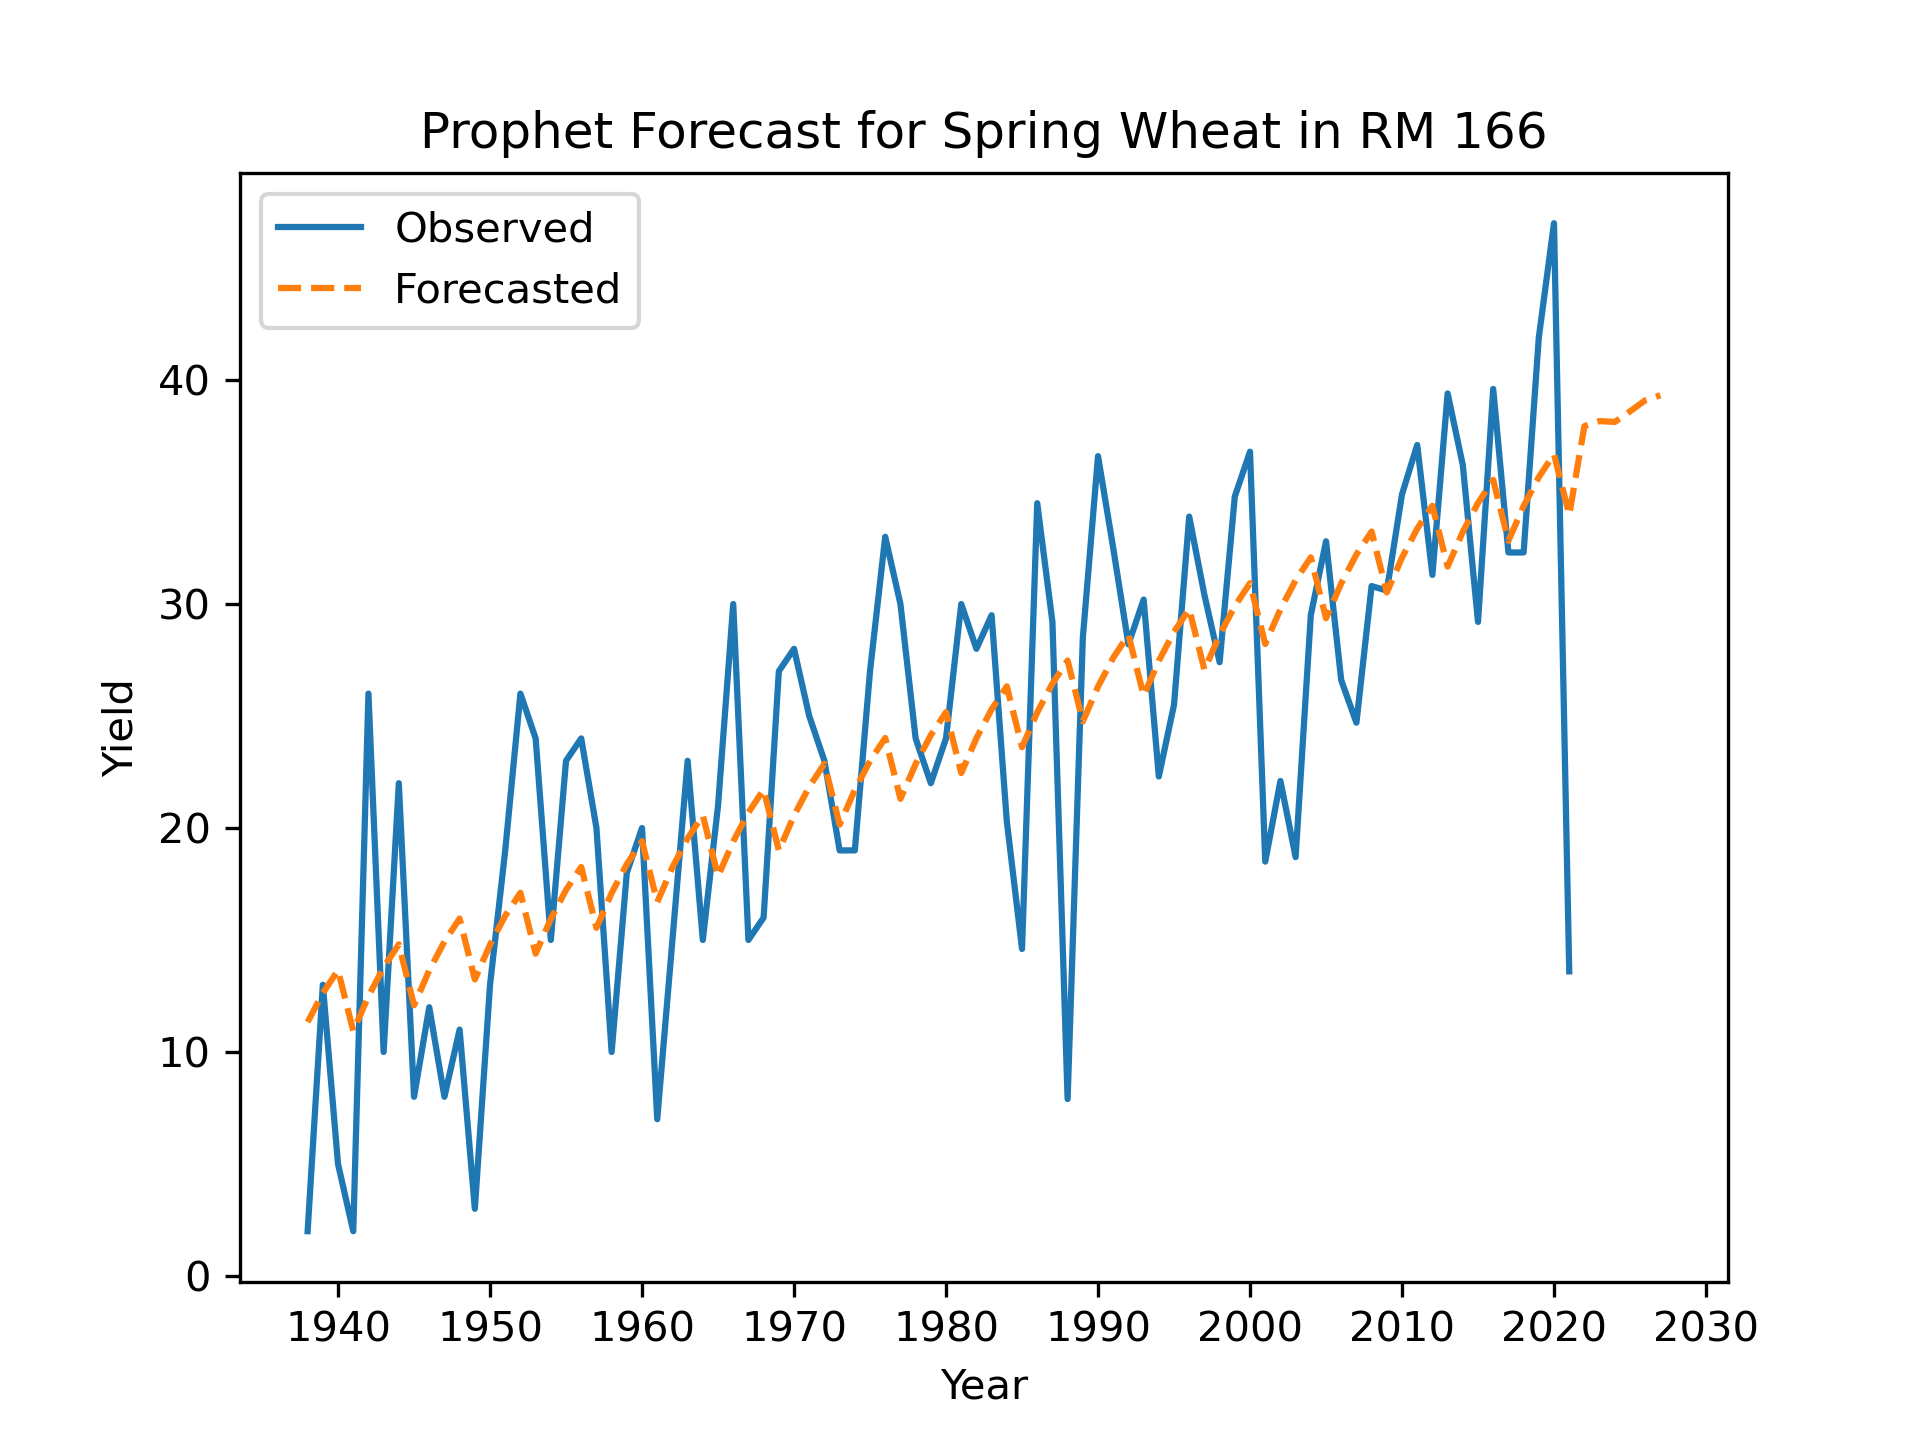 Prophet Forecast for Spring Wheat in RM 166
Observed
Forecasted
40
30
20
10
0
Yield
1940 1950 1960 1970 1980 1990 2000 2010 2020 2030
Year